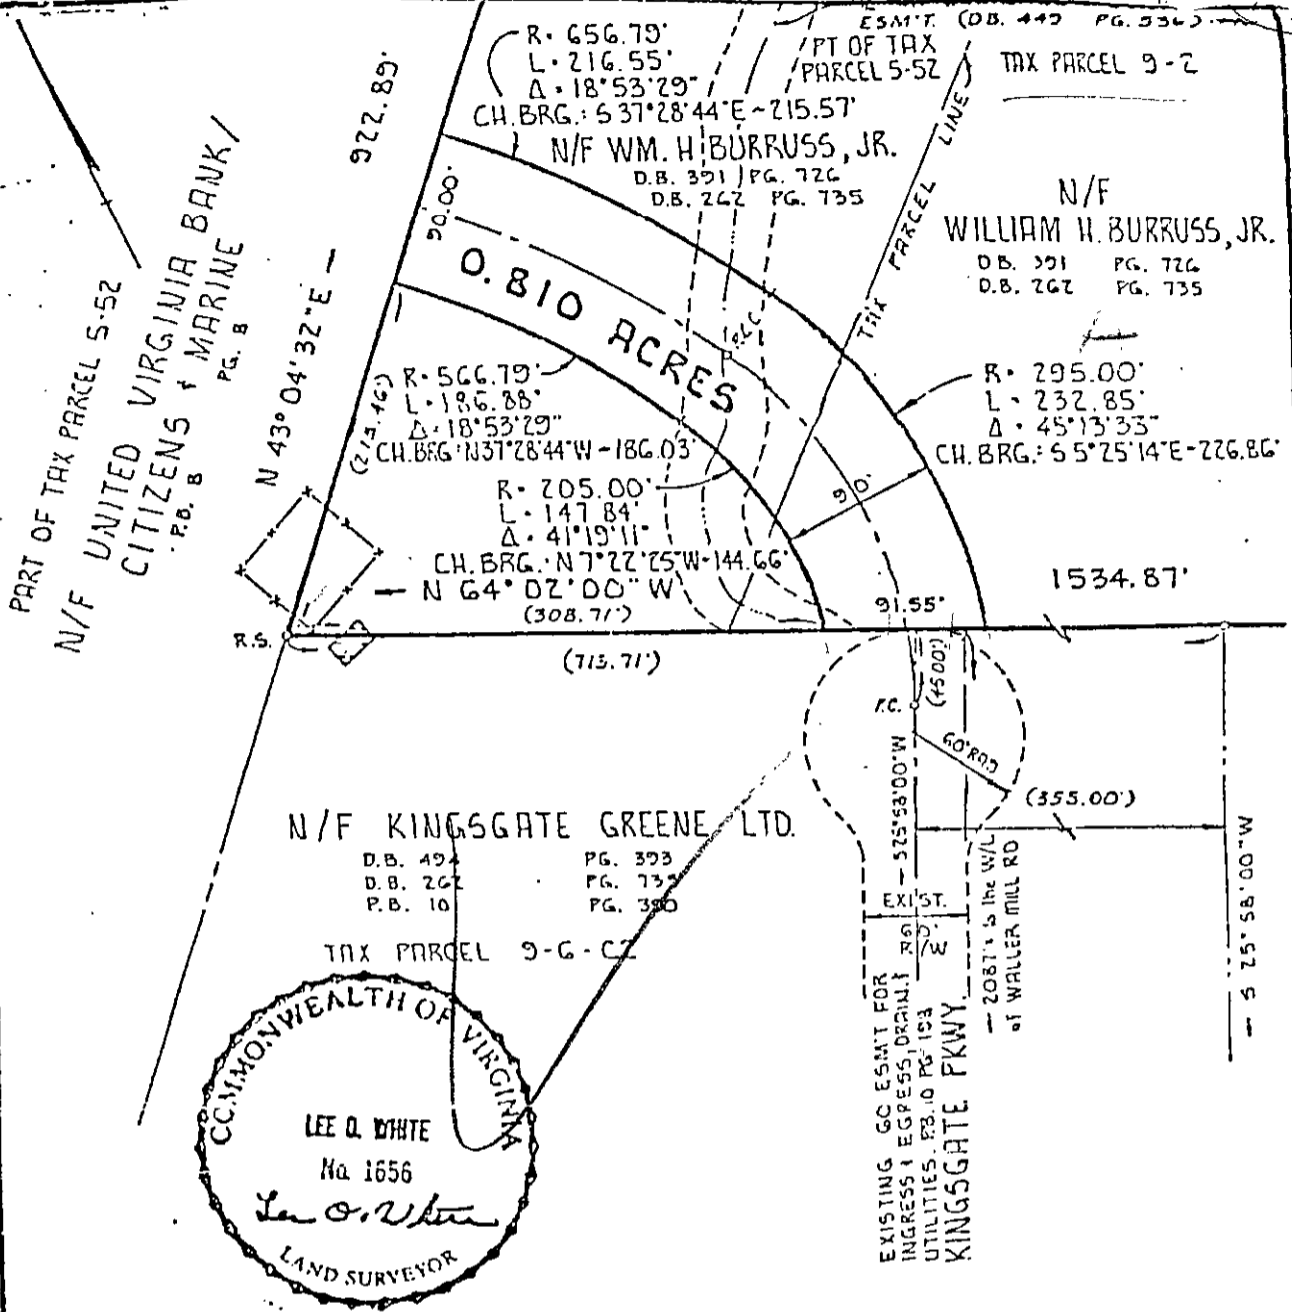 ESM'T. (D.B. 449 PG. 536)
R. 656.79'
L. 216.55'
Δ. 18°53'29"
CH. BRG.: S 37°28'44"E ~ 215.57'
PT OF TAX
PARCEL 5-52
TAX PARCEL 9-2
N/F WM. H. BURRUSS, JR.
D.B. 391 PG. 726
D.B. 262 PG. 735
TAX PARCEL LINE
N/F
WILLIAM H. BURRUSS, JR.
D.B. 391 PG. 726
D.B. 262 PG. 735
922.89'
N 43° 04' 32" E
90.00'
0.810 ACRES
PART OF TAX PARCEL 5-52
N/F UNITED VIRGINIA BANK/
CITIZENS & MARINE
P.B. 8 PG. 8
R. 566.79'
L. 186.88'
Δ. 18°53'29"
CH. BRG: N37°28'44"W - 186.03'
R. 295.00'
L. 232.85'
Δ. 45°13'33"
CH. BRG.: S 5°25'14"E - 226.86'
R. 205.00'
L. 147.84'
Δ. 41°19'11"
CH. BRG.: N 7°22'25"W - 144.66'
90'
N 64° 02' 00" W
(308.71')
91.55'
1534.87'
R.S.
(713.71')
(45.00')
P.C.
60' RAD
S25°58'00"W
(355.00')
S 25° 58' 00" W
N/F KINGSGATE GREENE LTD.
D.B. 494 PG. 393
D.B. 262 PG. 735
P.B. 10 PG. 390
TAX PARCEL 9-6-C2
EXIST.
2087'± to the W/L
of WALLER MILL RD
EXISTING 60' ESM'T FOR
INGRESS & EGRESS, DRAIN. &
UTILITIES. P.B. 10 PG. 193
KINGSGATE PKWY.
COMMONWEALTH OF VIRGINIA
LEE O. WHITE
No. 1656
Lee O. White
LAND SURVEYOR